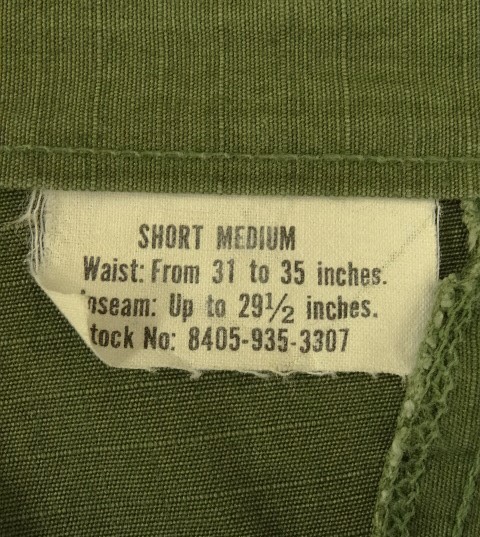 SHORT MEDIUM
Waist: From 31 to 35 inches.
nseam: Up to 29½ inches.
tock No: 8405-935-3307